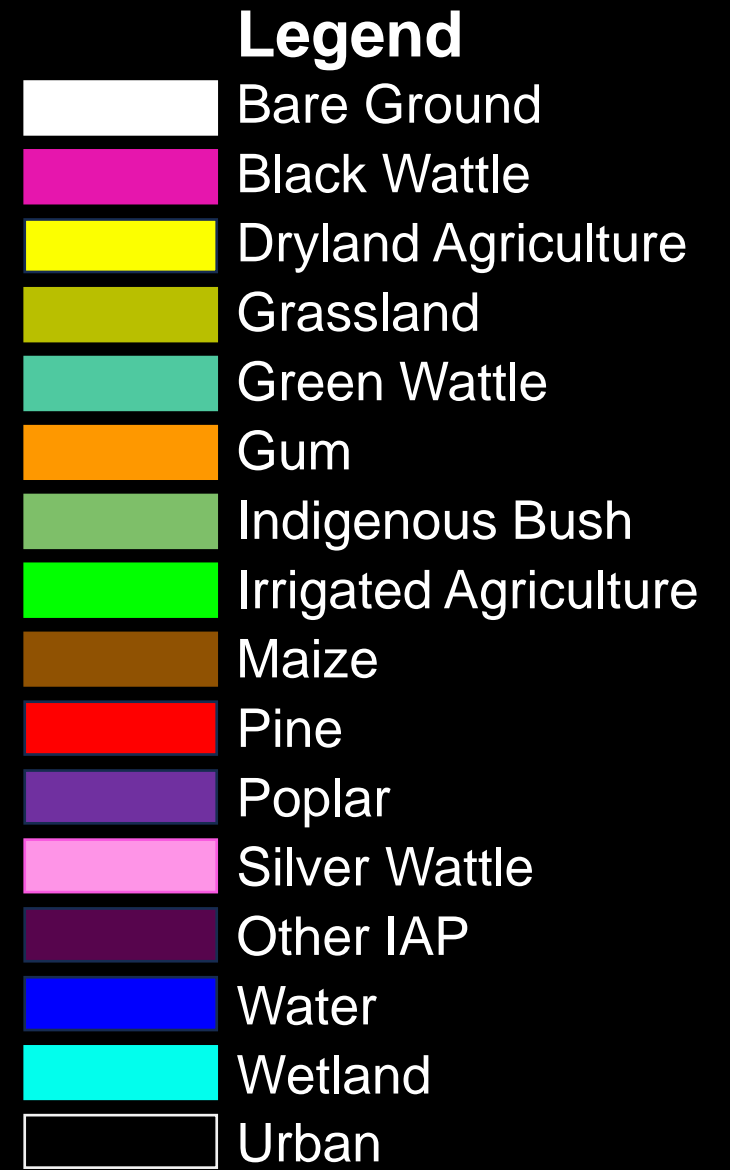 Legend
Bare Ground
Black Wattle
Dryland Agriculture
Grassland
Green Wattle
Gum
Indigenous Bush
Irrigated Agriculture
Maize
Pine
Poplar
Silver Wattle
Other IAP
Water
Wetland
Urban